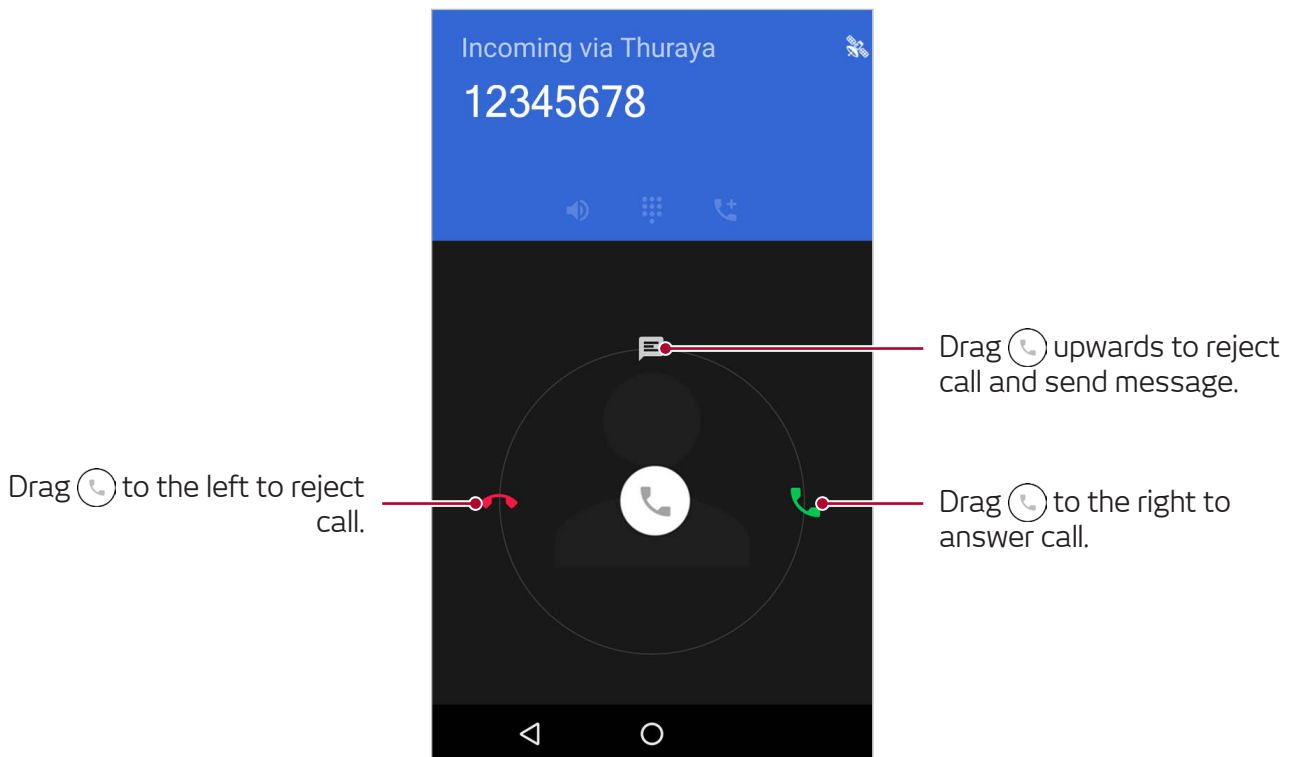 Incoming via Thuraya
12345678
Drag upwards to reject
call and send message.
Drag to the left to reject
call.
Drag to the right to
answer call.